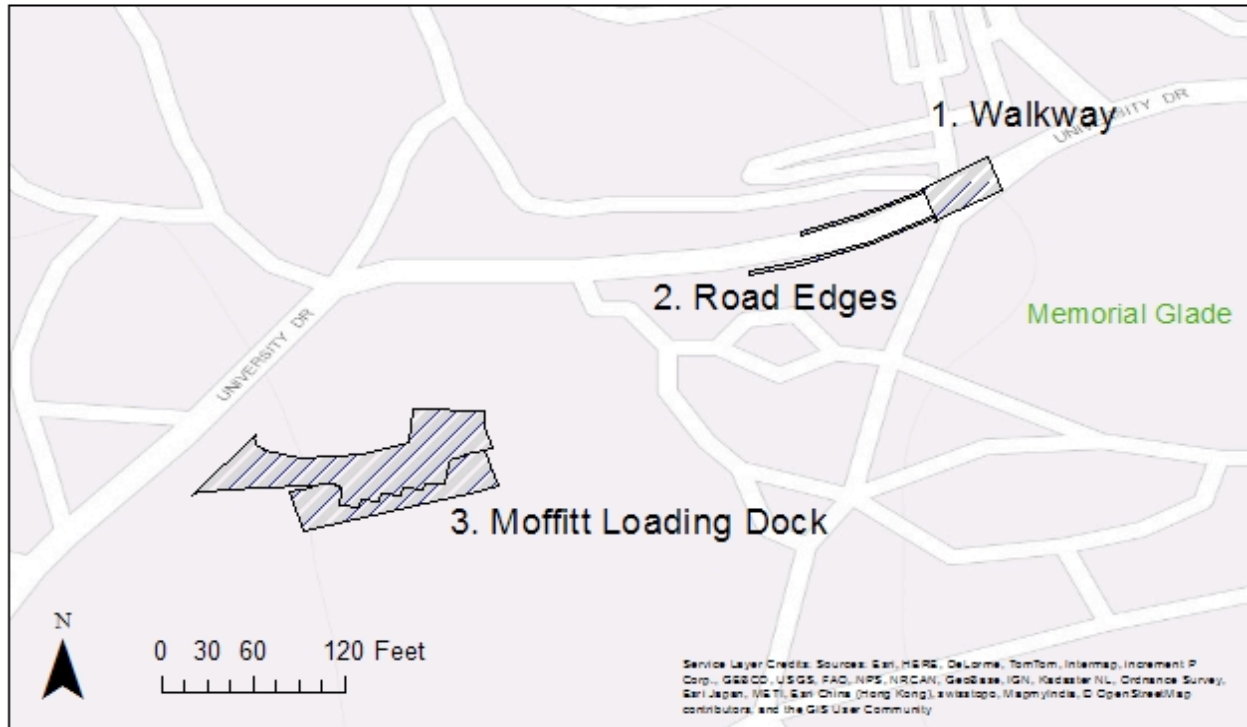 1. Walkway
UNIVERSITY DR
2. Road Edges
Memorial Glade
UNIVERSITY DR
3. Moffitt Loading Dock
N
0 30 60 120 Feet
Service Layer Credits: Sources: Esri, HERE, DeLorme, TomTom, Intermap, increment P
Corp., GEBCO, USGS, FAO, NPS, NRCAN, GeoBase, IGN, Kadaster NL, Ordnance Survey,
Esri Japan, METI, Esri China (Hong Kong), swisstopo, MapmyIndia, © OpenStreetMap
contributors, and the GIS User Community